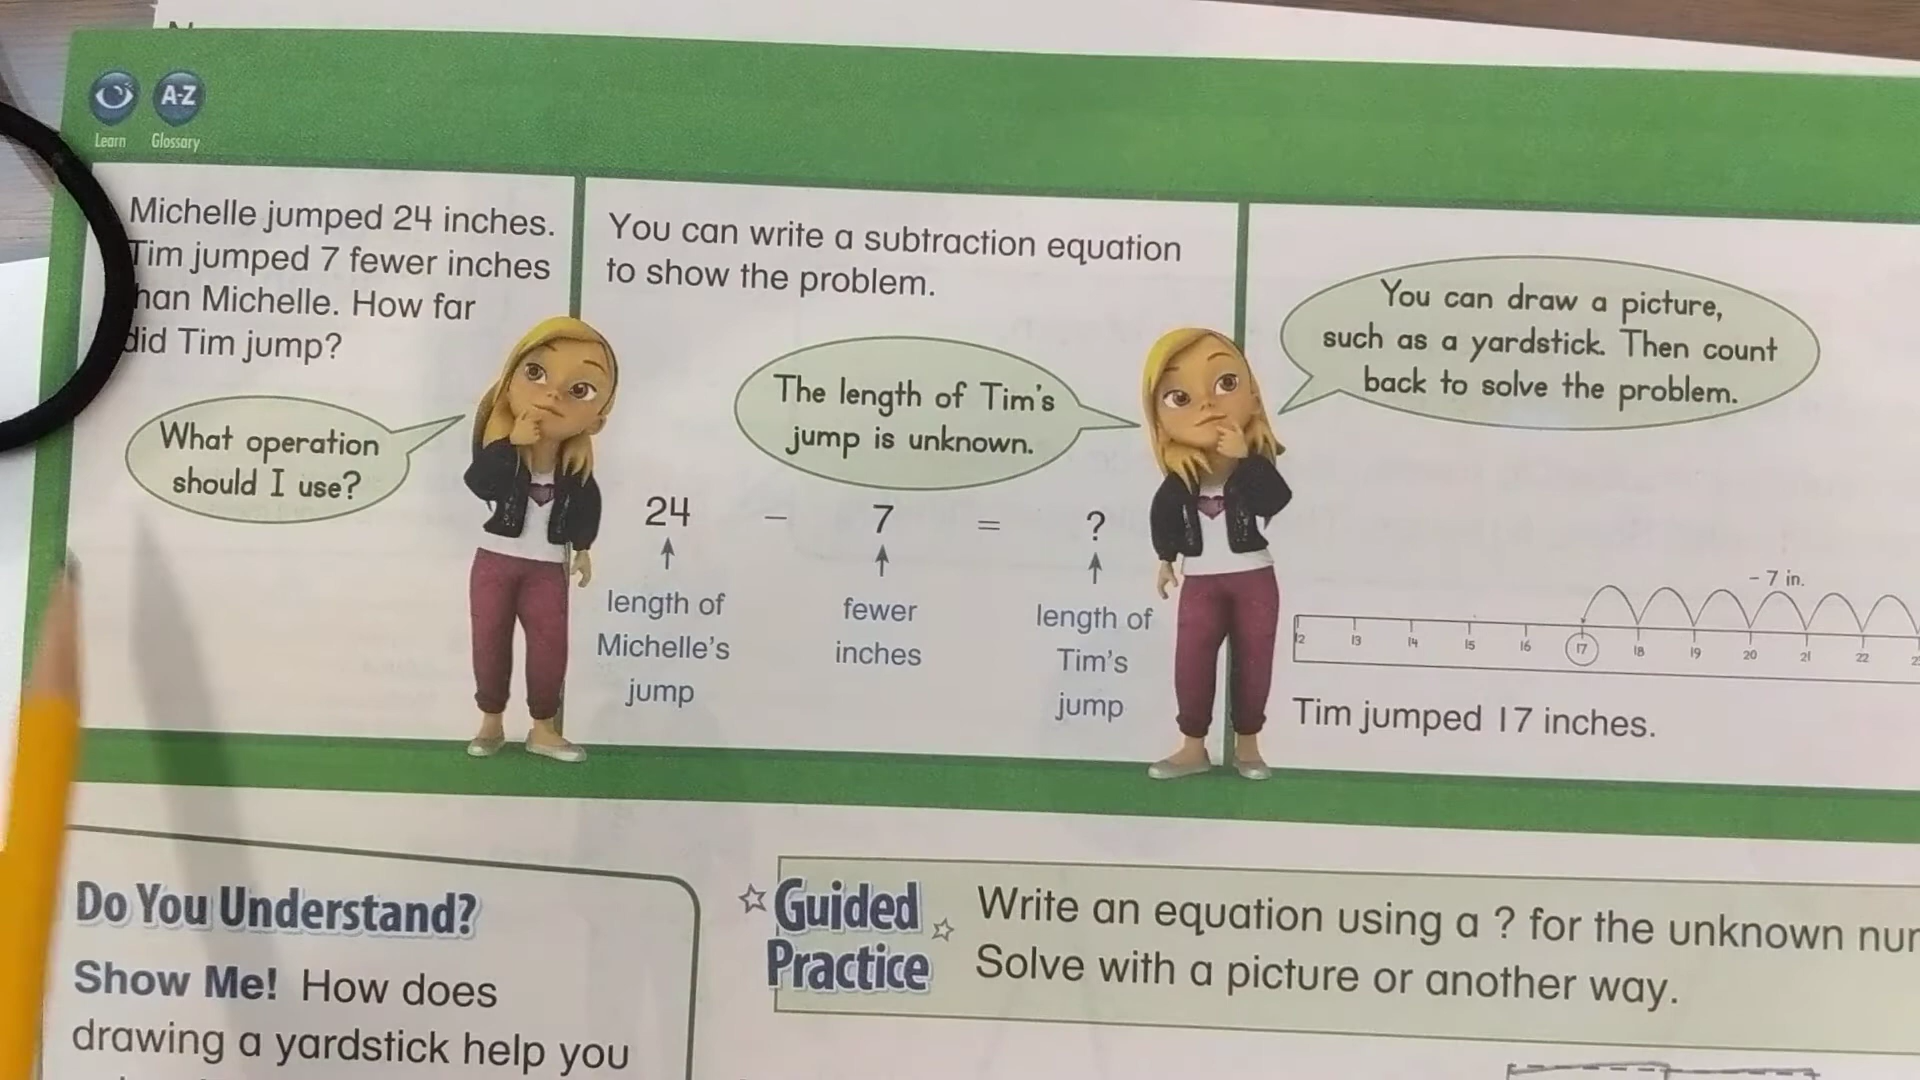 A-Z
Learn Glossary
Michelle jumped 24 inches.
Tim jumped 7 fewer inches
han Michelle. How far
did Tim jump?
What operation
should I use?
You can write a subtraction equation
to show the problem.
The length of Tim's
jump is unknown.
24 − 7 = ?
length of
Michelle's
jump
fewer
inches
length of
Tim's
jump
You can draw a picture,
such as a yardstick. Then count
back to solve the problem.
− 7 in.
12 13 14 15 16 17 18 19 20 21 22
Tim jumped 17 inches.
Do You Understand?
Show Me! How does
drawing a yardstick help you
Guided
Practice
Write an equation using a ? for the unknown
Solve with a picture or another way.